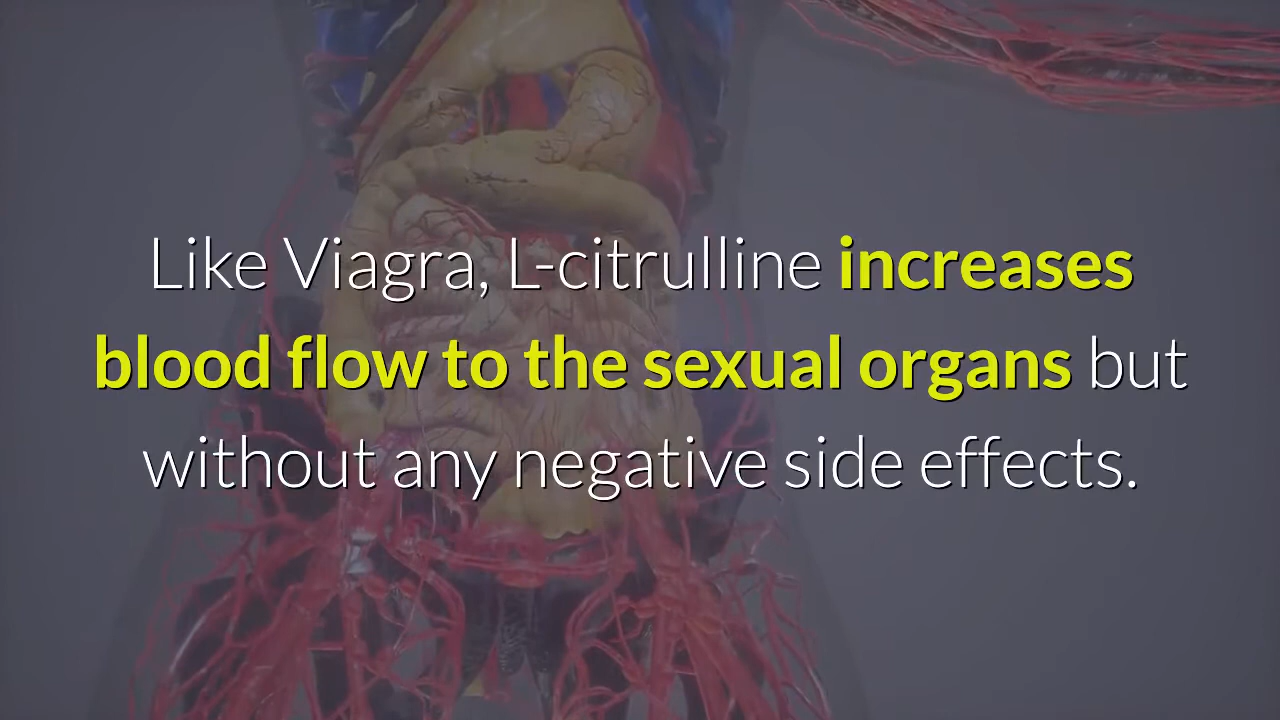 Like Viagra, L-citrulline increases
blood flow to the sexual organs but
without any negative side effects.